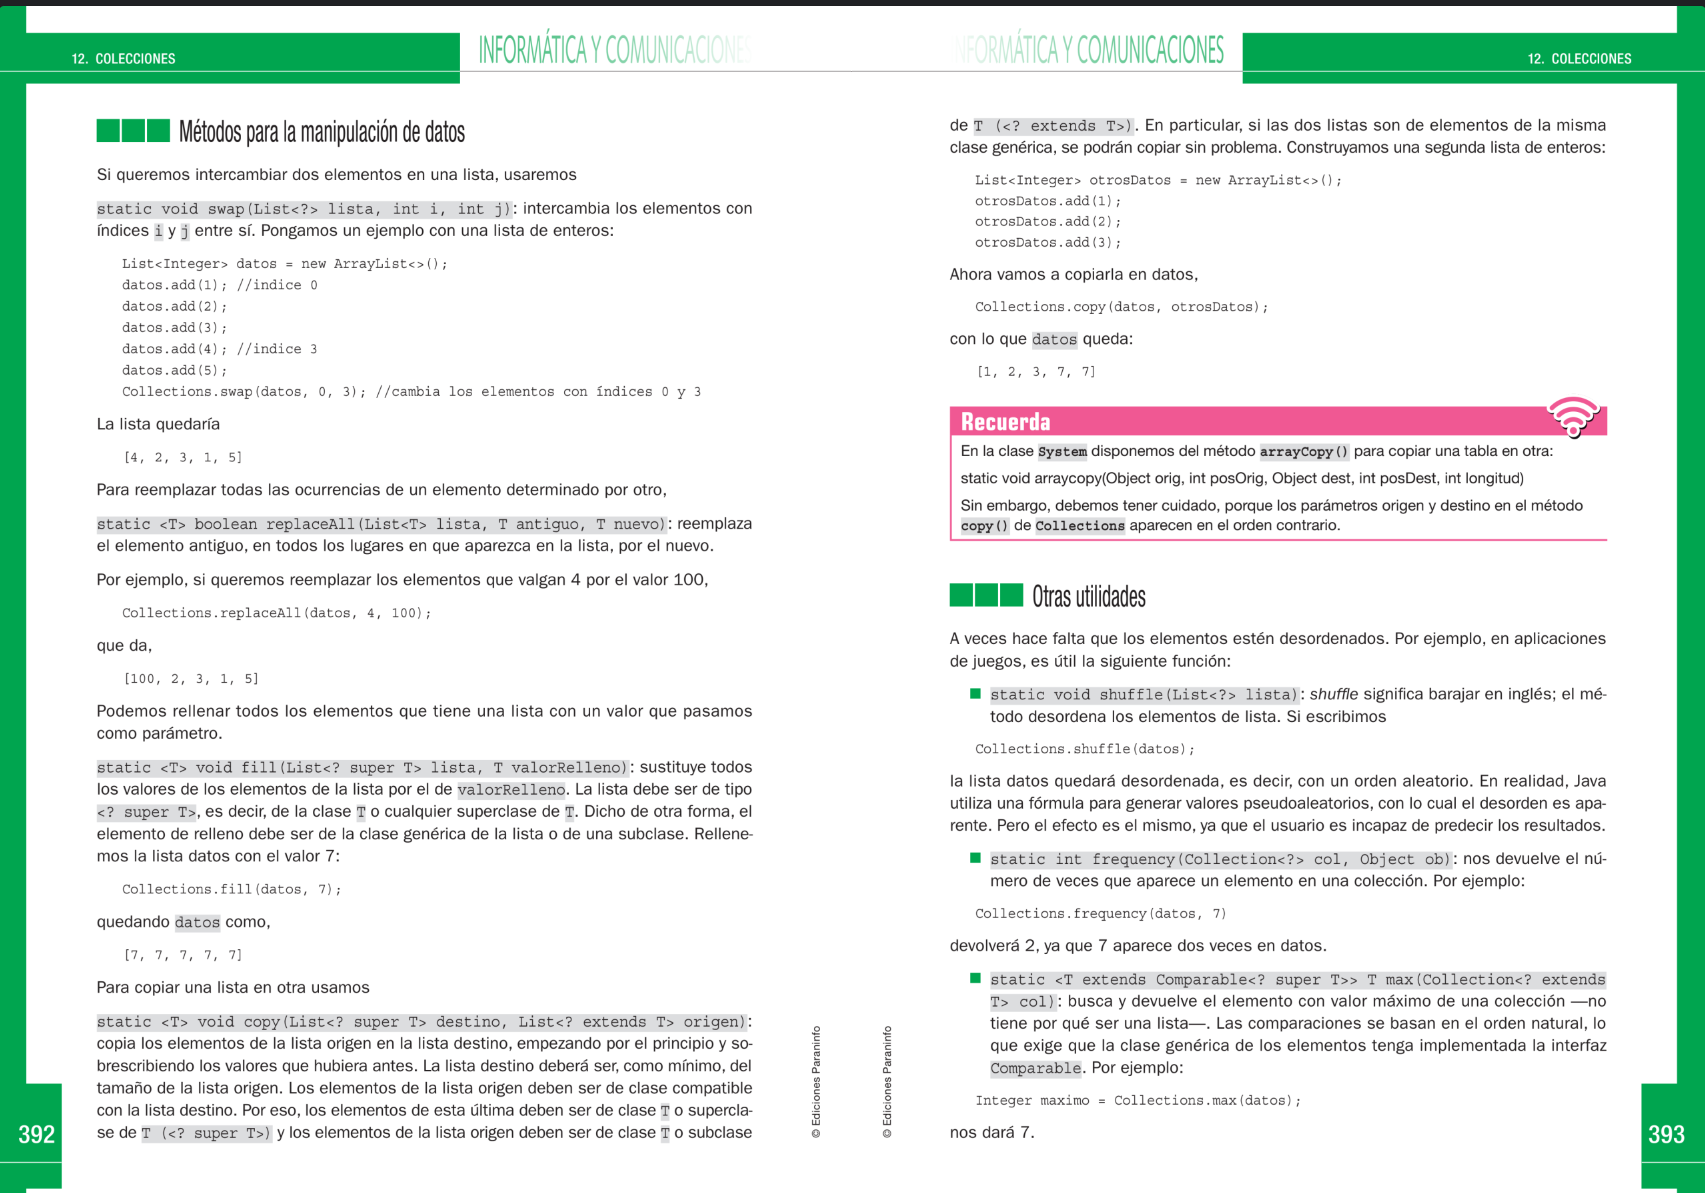 12. COLECCIONES
INFORMÁTICA Y COMUNICACIONES
Métodos para la manipulación de datos
Si queremos intercambiar dos elementos en una lista, usaremos
static void swap(List<?> lista, int i, int j): intercambia los elementos con
índices i y j entre sí. Pongamos un ejemplo con una lista de enteros:
List<Integer> datos = new ArrayList<>();
datos.add(1); //indice 0
datos.add(2);
datos.add(3);
datos.add(4); //indice 3
datos.add(5);
Collections.swap(datos, 0, 3); //cambia los elementos con índices 0 y 3
La lista quedaría
[4, 2, 3, 1, 5]
Para reemplazar todas las ocurrencias de un elemento determinado por otro,
static <T> boolean replaceAll(List<T> lista, T antiguo, T nuevo): reemplaza
el elemento antiguo, en todos los lugares en que aparezca en la lista, por el nuevo.
Por ejemplo, si queremos reemplazar los elementos que valgan 4 por el valor 100,
Collections.replaceAll(datos, 4, 100);
que da,
[100, 2, 3, 1, 5]
Podemos rellenar todos los elementos que tiene una lista con un valor que pasamos
como parámetro.
static <T> void fill(List<? super T> lista, T valorRelleno): sustituye todos
los valores de los elementos de la lista por el de valorRelleno. La lista debe ser de tipo
<? super T>, es decir, de la clase T o cualquier superclase de T. Dicho de otra forma, el
elemento de relleno debe ser de la clase genérica de la lista o de una subclase. Rellene-
mos la lista datos con el valor 7:
Collections.fill(datos, 7);
quedando datos como,
[7, 7, 7, 7, 7]
Para copiar una lista en otra usamos
static <T> void copy(List<? super T> destino, List<? extends T> origen):
copia los elementos de la lista origen en la lista destino, empezando por el principio y so-
brescribiendo los valores que hubiera antes. La lista destino deberá ser, como mínimo, del
tamaño de la lista origen. Los elementos de la lista origen deben ser de clase compatible
con la lista destino. Por eso, los elementos de esta última deben ser de clase T o supercla-
se de T (<? super T>) y los elementos de la lista origen deben ser de clase T o subclase
© Ediciones Paraninfo
392
INFORMÁTICA Y COMUNICACIONES
12. COLECCIONES
de T (<? extends T>). En particular, si las dos listas son de elementos de la misma
clase genérica, se podrán copiar sin problema. Construyamos una segunda lista de enteros:
List<Integer> otrosDatos = new ArrayList<>();
otrosDatos.add(1);
otrosDatos.add(2);
otrosDatos.add(3);
Ahora vamos a copiarla en datos,
Collections.copy(datos, otrosDatos);
con lo que datos queda:
[1, 2, 3, 7, 7]
Recuerda
En la clase System disponemos del método arrayCopy() para copiar una tabla en otra:
static void arraycopy(Object orig, int posOrig, Object dest, int posDest, int longitud)
Sin embargo, debemos tener cuidado, porque los parámetros origen y destino en el método
copy() de Collections aparecen en el orden contrario.
Otras utilidades
A veces hace falta que los elementos estén desordenados. Por ejemplo, en aplicaciones
de juegos, es útil la siguiente función:
static void shuffle(List<?> lista): shuffle significa barajar en inglés; el mé-
todo desordena los elementos de lista. Si escribimos
Collections.shuffle(datos);
la lista datos quedará desordenada, es decir, con un orden aleatorio. En realidad, Java
utiliza una fórmula para generar valores pseudoaleatorios, con lo cual el desorden es apa-
rente. Pero el efecto es el mismo, ya que el usuario es incapaz de predecir los resultados.
static int frequency(Collection<?> col, Object ob): nos devuelve el nú-
mero de veces que aparece un elemento en una colección. Por ejemplo:
Collections.frequency(datos, 7)
devolverá 2, ya que 7 aparece dos veces en datos.
static <T extends Comparable<? super T>> T max(Collection<? extends
T> col): busca y devuelve el elemento con valor máximo de una colección —no
tiene por qué ser una lista—. Las comparaciones se basan en el orden natural, lo
que exige que la clase genérica de los elementos tenga implementada la interfaz
Comparable. Por ejemplo:
Integer maximo = Collections.max(datos);
nos dará 7.
© Ediciones Paraninfo
393